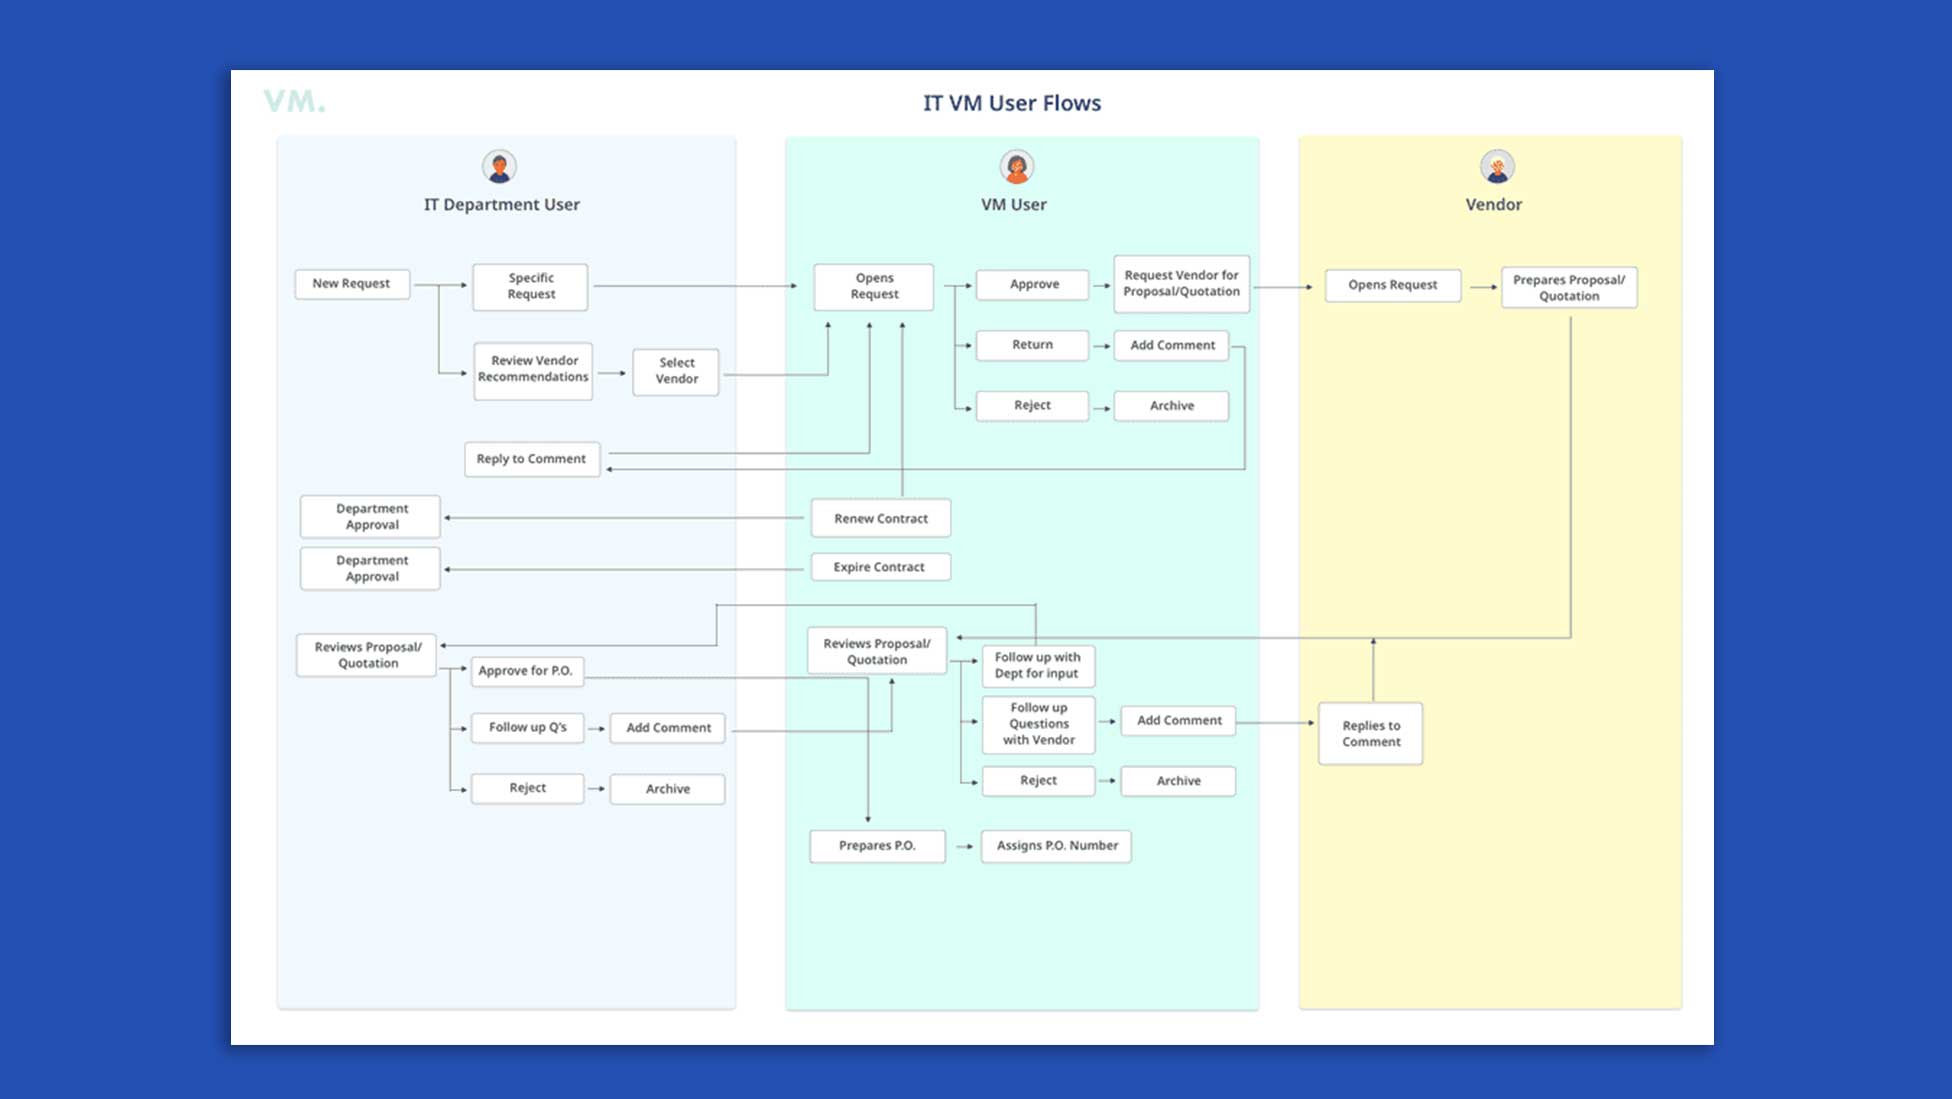 VM.
IT VM User Flows
IT Department User
VM User
Vendor
New Request
Specific
Request
Review Vendor
Recommendations
Select
Vendor
Reply to Comment
Department
Approval
Department
Approval
Reviews Proposal/
Quotation
Approve for P.O.
Follow up Q's
Add Comment
Reject
Archive
Opens
Request
Approve
Request Vendor for
Proposal/Quotation
Return
Add Comment
Reject
Archive
Renew Contract
Expire Contract
Reviews Proposal/
Quotation
Follow up with
Dept for input
Follow up
Questions
with Vendor
Add Comment
Reject
Archive
Prepares P.O.
Assigns P.O. Number
Opens Request
Prepares Proposal/
Quotation
Replies to
Comment